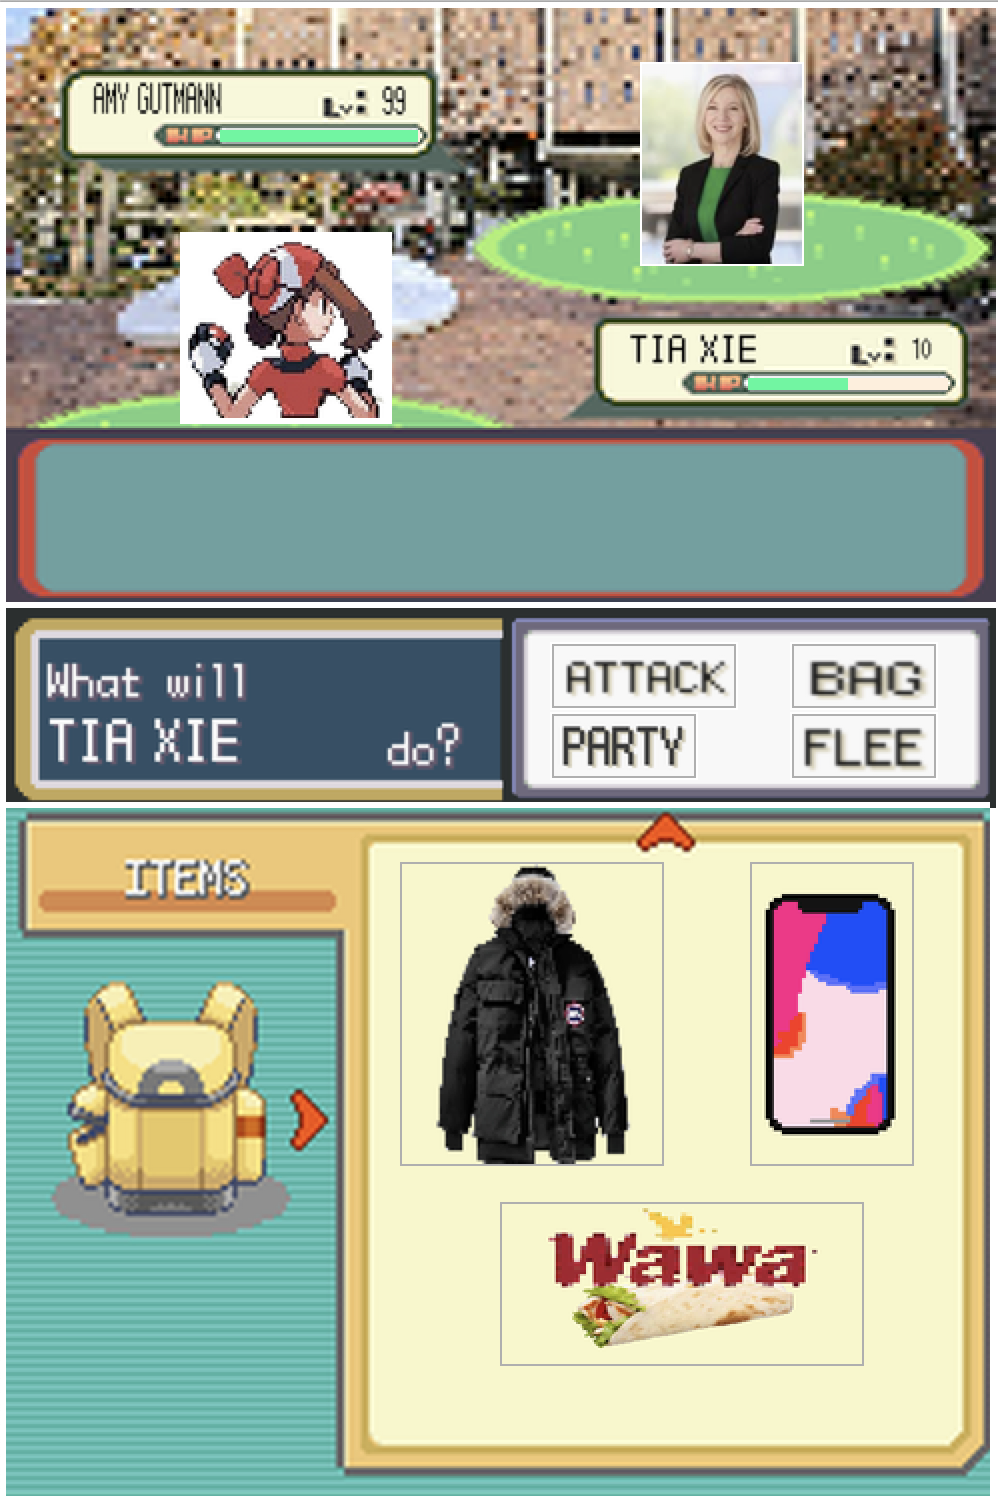 AMY GUTMANN Lv: 99
HP
TIA XIE Lv: 10
HP
What will
TIA XIE do?
ATTACK BAG
PARTY FLEE
ITEMS
Wawa